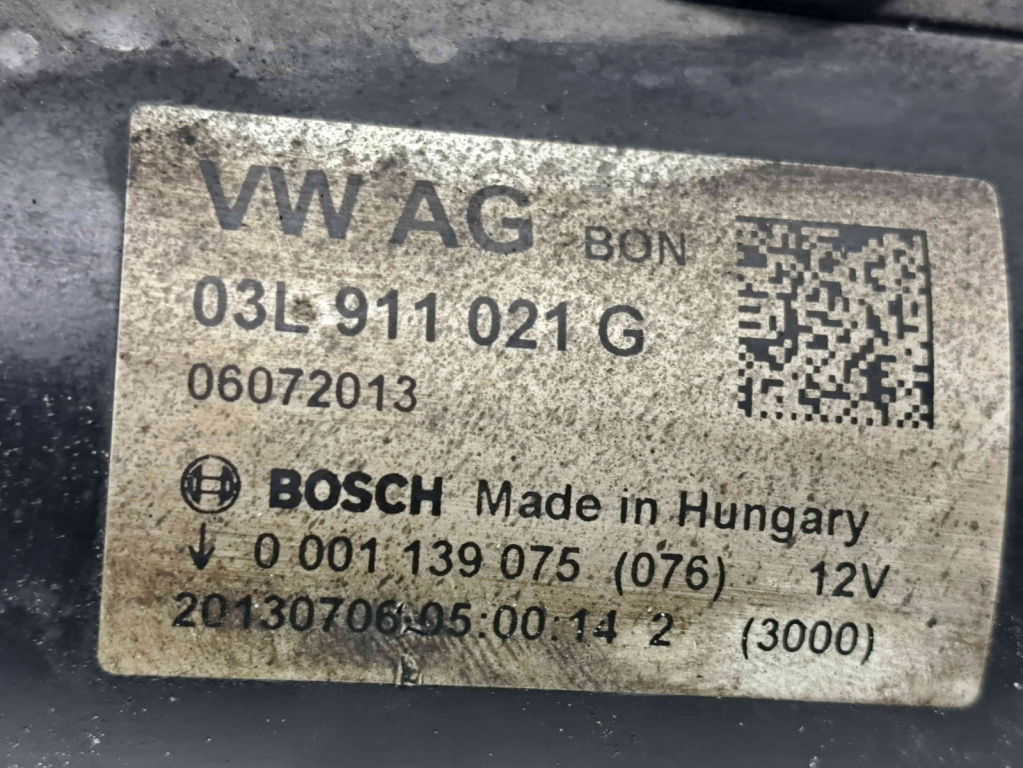 VW AG BON
03L 911 021 G
06072013
BOSCH Made in Hungary
↓ 0 001 139 075 (076) 12V
20130706 05:00:14 2 (3000)